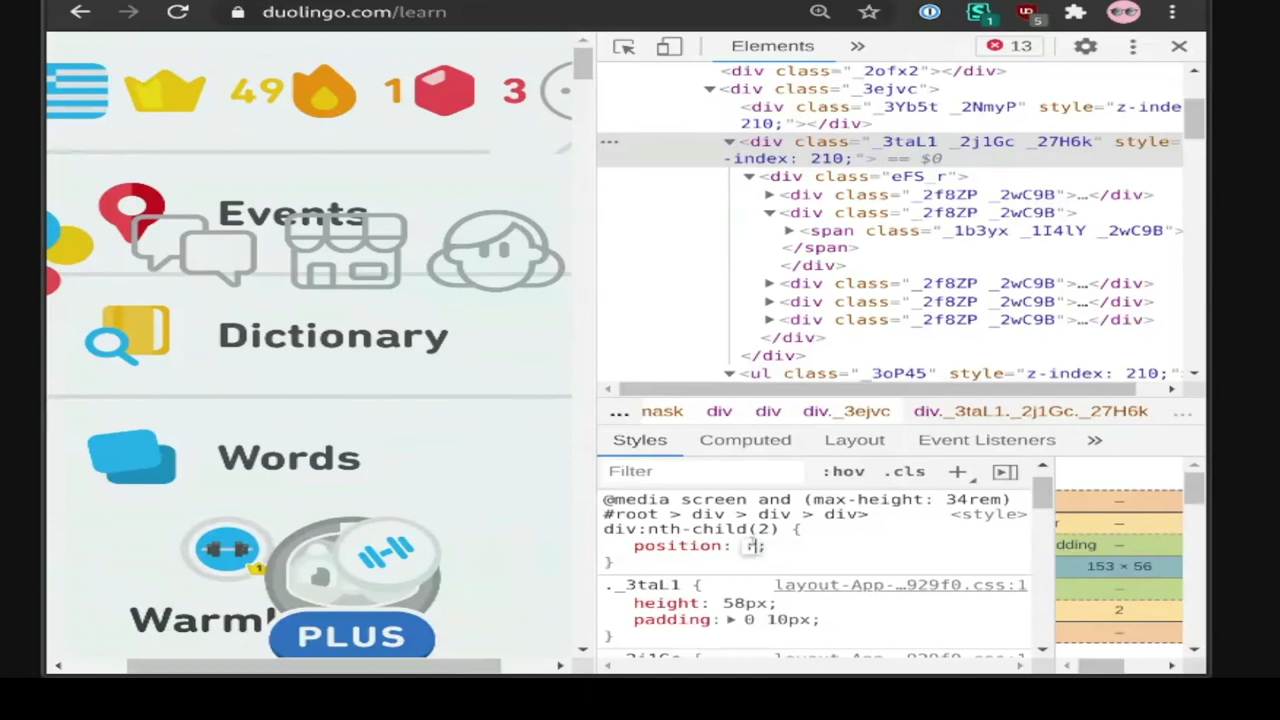 duolingo.com/learn
1
5
49
1
3
Events
Dictionary
Words
PLUS
Elements
»
13
<div class="_2ofx2"></div>
▼<div class="_3ejvc">
<div class="_3Yb5t _2NmyP" style="z-inde
210;"></div>
… ▼<div class="_3taL1 _2j1Gc _27H6k" style=
-index: 210;"> == $0
▼<div class="eFS_r">
▶<div class="_2f8ZP _2wC9B">…</div>
▼<div class="_2f8ZP _2wC9B">
▶<span class="_1b3yx _1I4lY _2wC9B">
</span>
</div>
▶<div class="_2f8ZP _2wC9B">…</div>
▶<div class="_2f8ZP _2wC9B">…</div>
▶<div class="_2f8ZP _2wC9B">…</div>
</div>
</div>
▼<ul class="_3oP45" style="z-index: 210;"
… nask div div div._3ejvc div._3taL1._2j1Gc._27H6k …
Styles Computed Layout Event Listeners »
Filter :hov .cls +
@media screen and (max-height: 34rem)
#root > div > div > div> <style>
div:nth-child(2) {
position: r;
}
._3taL1 { layout-App-…929f0.css:1
height: 58px;
padding: ▶ 0 10px;
}
–
r –
dding –
153 × 56
–
2
–